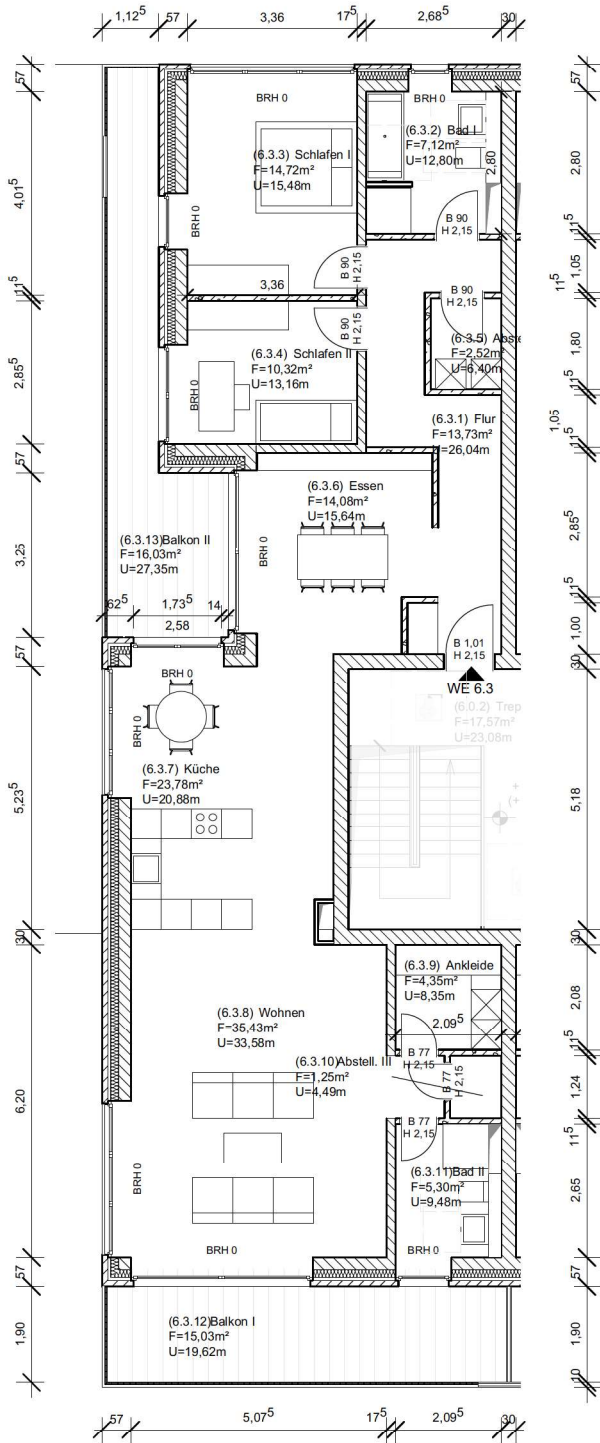 1,12⁵ 57 3,36 17⁵ 2,68⁵ 30
57
4,01⁵
11⁵
2,85⁵
57
3,25
57
5,23⁵
30
6,20
57
1,90
BRH 0
BRH 0
(6.3.3) Schlafen I
F=14,72m²
U=15,48m
(6.3.2) Bad I
F=7,12m²
U=12,80m
2,80
BRH 0
B 90
H 2,15
3,36
B 90
H 2,15
B 90
H 2,15
(6.3.5)
F=2,52m²
U=6,40m
(6.3.4) Schlafen II
F=10,32m²
U=13,16m
BRH 0
B 90
H 2,15
(6.3.1) Flur
F=13,73m²
U=26,04m
(6.3.6) Essen
F=14,08m²
U=15,64m
BRH 0
(6.3.13)Balkon II
F=16,03m²
U=27,35m
62⁵ 1,73⁵ 14
2,58
B 1,01
H 2,15
WE 6.3
(6.0.2)
F=17,57m²
U=23,08m
BRH 0
BRH 0
(6.3.7) Küche
F=23,78m²
U=20,88m
(6.3.9) Ankleide
F=4,35m²
U=8,35m
2,09⁵
(6.3.8) Wohnen
F=35,43m²
U=33,58m
(6.3.10)Abstell. III
F=1,25m²
U=4,49m
B 77
H 2,15
B 77
H 2,15
B 77
H 2,15
(6.3.11)Bad II
F=5,30m²
U=9,48m
BRH 0
BRH 0
BRH 0
(6.3.12)Balkon I
F=15,03m²
U=19,62m
57
2,80
11⁵
1,05
11⁵
1,80
11⁵
1,05
11⁵
2,85⁵
11⁵
1,00
30
5,18
30
2,08
11⁵
1,24
11⁵
2,65
57
1,90
10
57 5,07⁵ 17⁵ 2,09⁵ 30